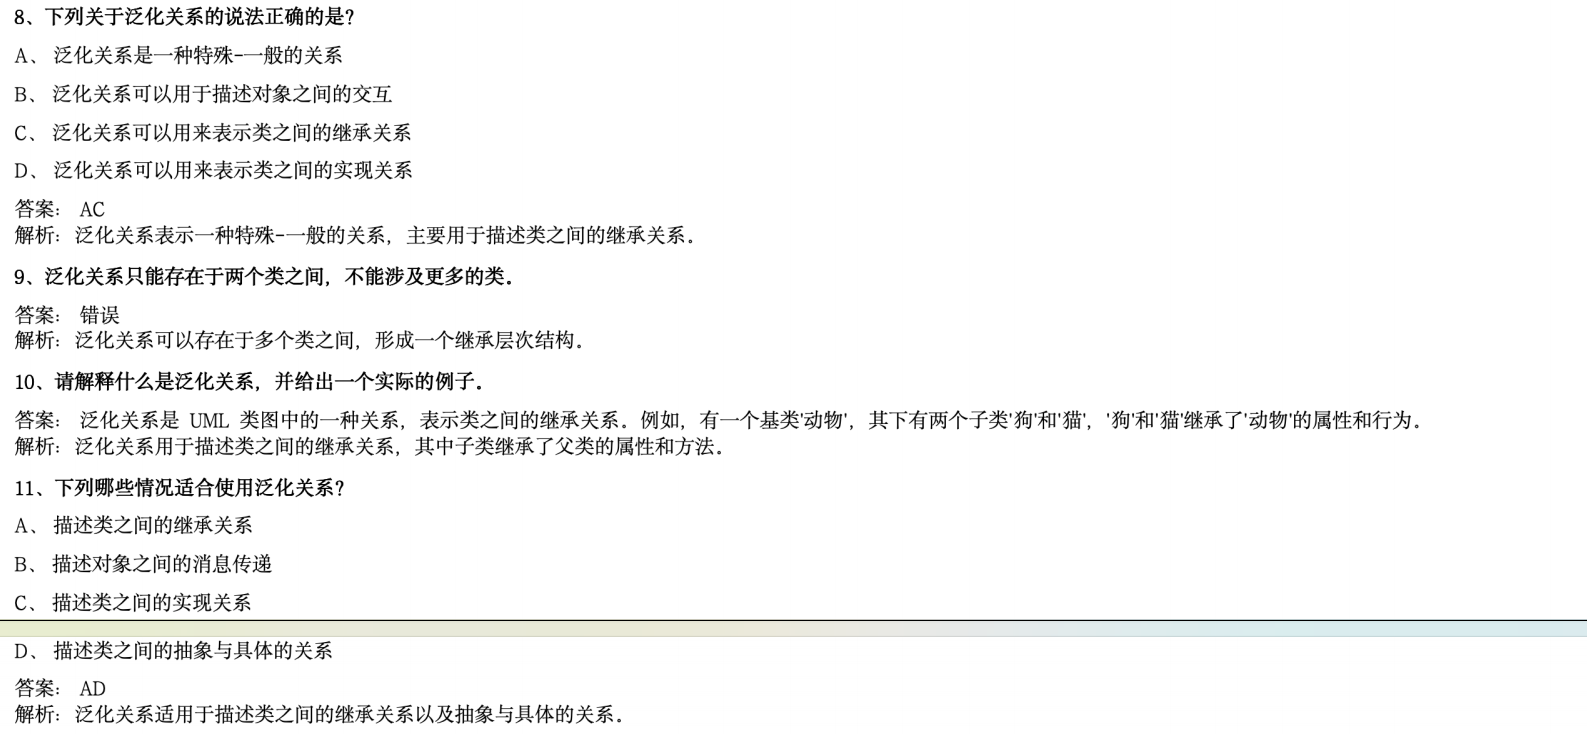 8、下列关于泛化关系的说法正确的是?
A、 泛化关系是一种特殊-一般的关系
B、 泛化关系可以用于描述对象之间的交互
C、 泛化关系可以用来表示类之间的继承关系
D、 泛化关系可以用来表示类之间的实现关系
答案： AC
解析：泛化关系表示一种特殊-一般的关系，主要用于描述类之间的继承关系。
9、泛化关系只能存在于两个类之间，不能涉及更多的类。
答案： 错误
解析：泛化关系可以存在于多个类之间，形成一个继承层次结构。
10、请解释什么是泛化关系，并给出一个实际的例子。
答案： 泛化关系是 UML 类图中的一种关系，表示类之间的继承关系。例如，有一个基类'动物'，其下有两个子类'狗'和'猫'，'狗'和'猫'继承了'动物'的属性和行为。
解析：泛化关系用于描述类之间的继承关系，其中子类继承了父类的属性和方法。
11、下列哪些情况适合使用泛化关系?
A、 描述类之间的继承关系
B、 描述对象之间的消息传递
C、 描述类之间的实现关系
D、 描述类之间的抽象与具体的关系
答案： AD
解析：泛化关系适用于描述类之间的继承关系以及抽象与具体的关系。